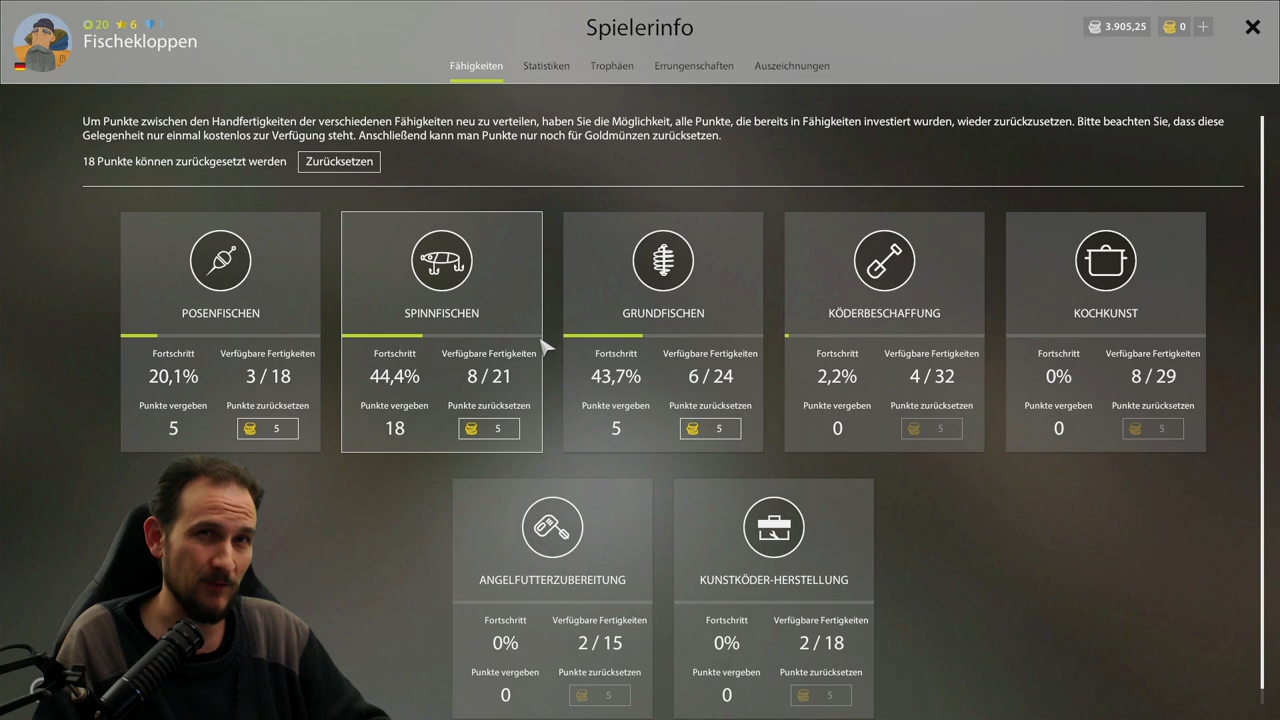 20 6 1
Fischekloppen
Spielerinfo
3.905,25 0 +
Fähigkeiten Statistiken Trophäen Errungenschaften Auszeichnungen
Um Punkte zwischen den Handfertigkeiten der verschiedenen Fähigkeiten neu zu verteilen, haben Sie die Möglichkeit, alle Punkte, die bereits in Fähigkeiten investiert wurden, wieder zurückzusetzen. Bitte beachten Sie, dass diese
Gelegenheit nur einmal kostenlos zur Verfügung steht. Anschließend kann man Punkte nur noch für Goldmünzen zurücksetzen.
18 Punkte können zurückgesetzt werden Zurücksetzen
POSENFISCHEN
Fortschritt Verfügbare Fertigkeiten
20,1% 3 / 18
Punkte vergeben Punkte zurücksetzen
5 5
SPINNFISCHEN
Fortschritt Verfügbare Fertigkeiten
44,4% 8 / 21
Punkte vergeben Punkte zurücksetzen
18 5
GRUNDFISCHEN
Fortschritt Verfügbare Fertigkeiten
43,7% 6 / 24
Punkte vergeben Punkte zurücksetzen
5 5
KÖDERBESCHAFFUNG
Fortschritt Verfügbare Fertigkeiten
2,2% 4 / 32
Punkte vergeben Punkte zurücksetzen
0 5
KOCHKUNST
Fortschritt Verfügbare Fertigkeiten
0% 8 / 29
Punkte vergeben Punkte zurücksetzen
0 5
ANGELFUTTERZUBEREITUNG
Fortschritt Verfügbare Fertigkeiten
0% 2 / 15
Punkte vergeben Punkte zurücksetzen
0 5
KUNSTKÖDER-HERSTELLUNG
Fortschritt Verfügbare Fertigkeiten
0% 2 / 18
Punkte vergeben Punkte zurücksetzen
0 5